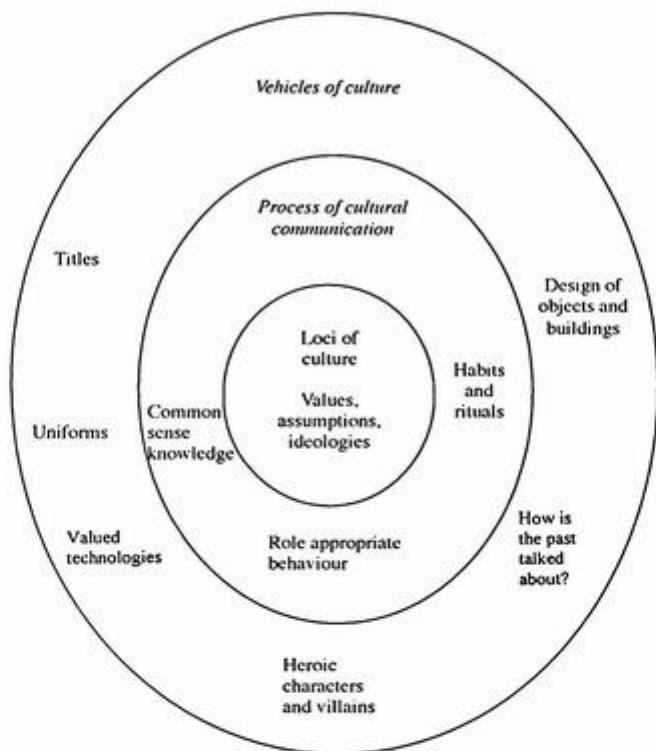 Vehicles of culture
Process of cultural
communication
Titles
Design of
objects and
buildings
Loci of
culture
Values,
assumptions,
ideologies
Habits
and
rituals
Common
sense
knowledge
Uniforms
Valued
technologies
Role appropriate
behaviour
How is
the past
talked
about?
Heroic
characters
and villains